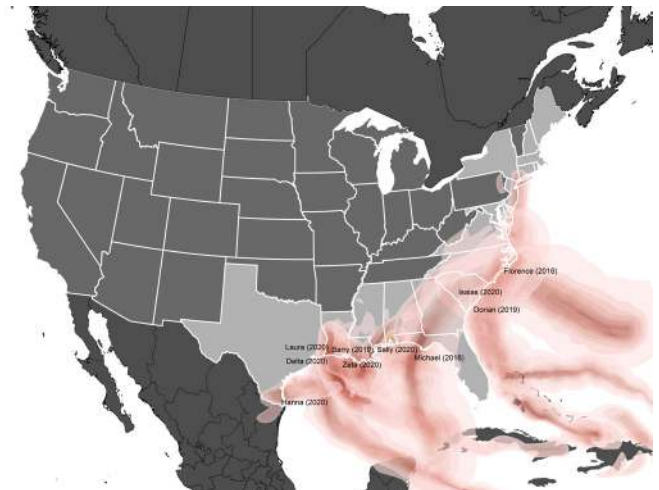 Florence (2018)
Isaias (2020)
Dorian (2019)
Laura (2020)
Barry (2019)
Sally (2020)
Delta (2020)
Zeta (2020)
Michael (2018)
Hanna (2020)